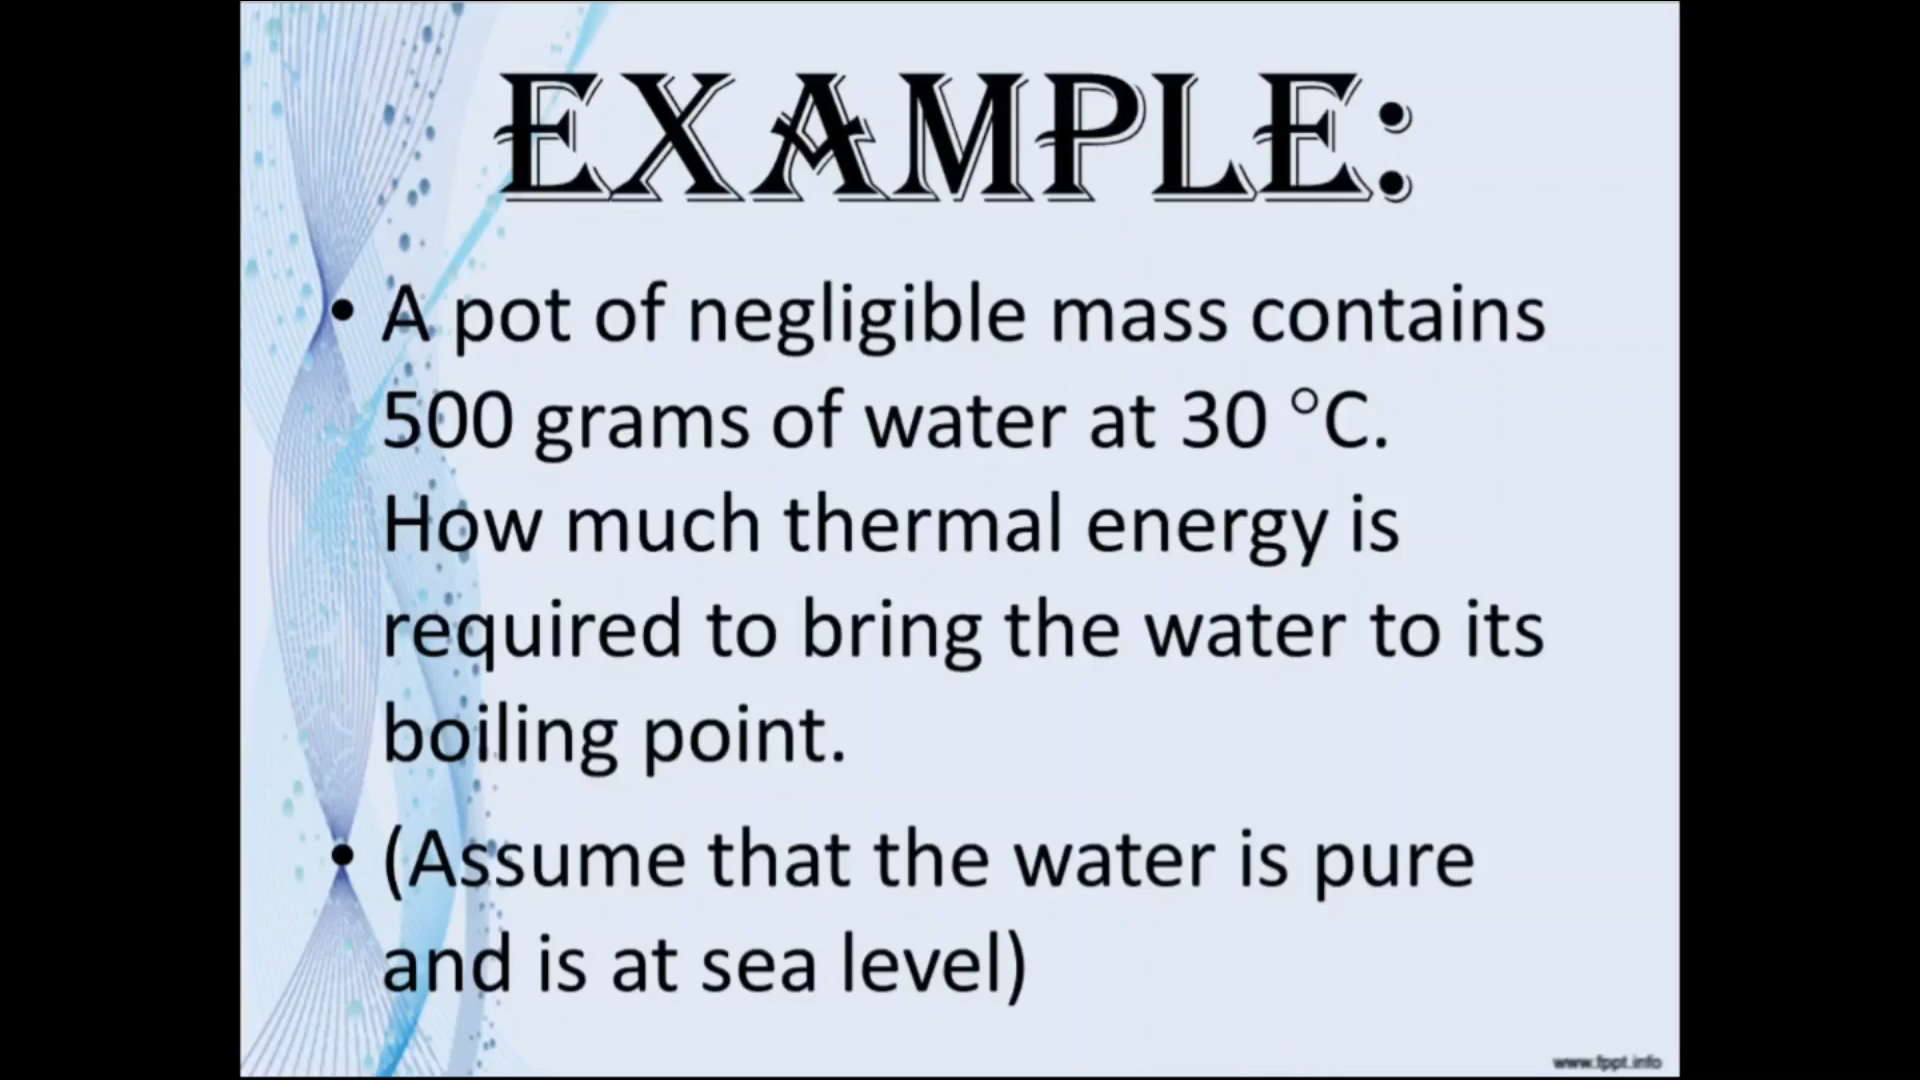 EXAMPLE:
• A pot of negligible mass contains
500 grams of water at 30 °C.
How much thermal energy is
required to bring the water to its
boiling point.
• (Assume that the water is pure
and is at sea level)
www.fppt.info